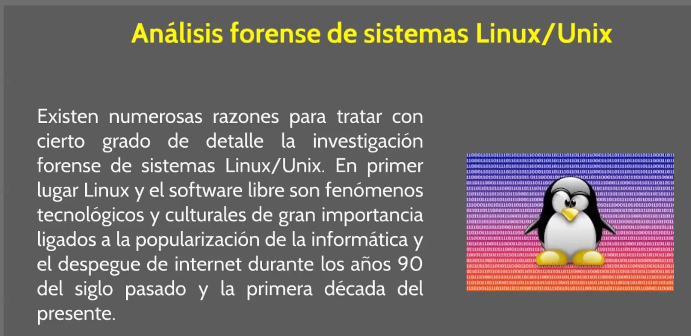 Análisis forense de sistemas Linux/Unix
Existen numerosas razones para tratar con
cierto grado de detalle la investigación
forense de sistemas Linux/Unix. En primer
lugar Linux y el software libre son fenómenos
tecnológicos y culturales de gran importancia
ligados a la popularización de la informática y
el despegue de internet durante los años 90
del siglo pasado y la primera década del
presente.